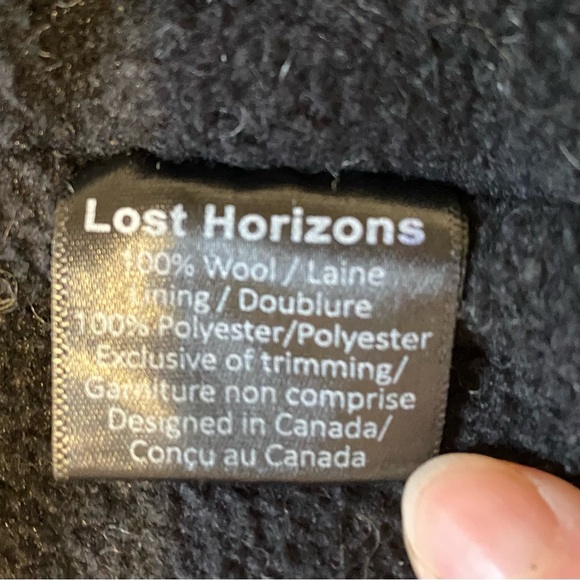 Lost Horizons
100% Wool / Laine
Lining / Doublure
100% Polyester/Polyester
Exclusive of trimming/
Garniture non comprise
Designed in Canada/
Conçu au Canada